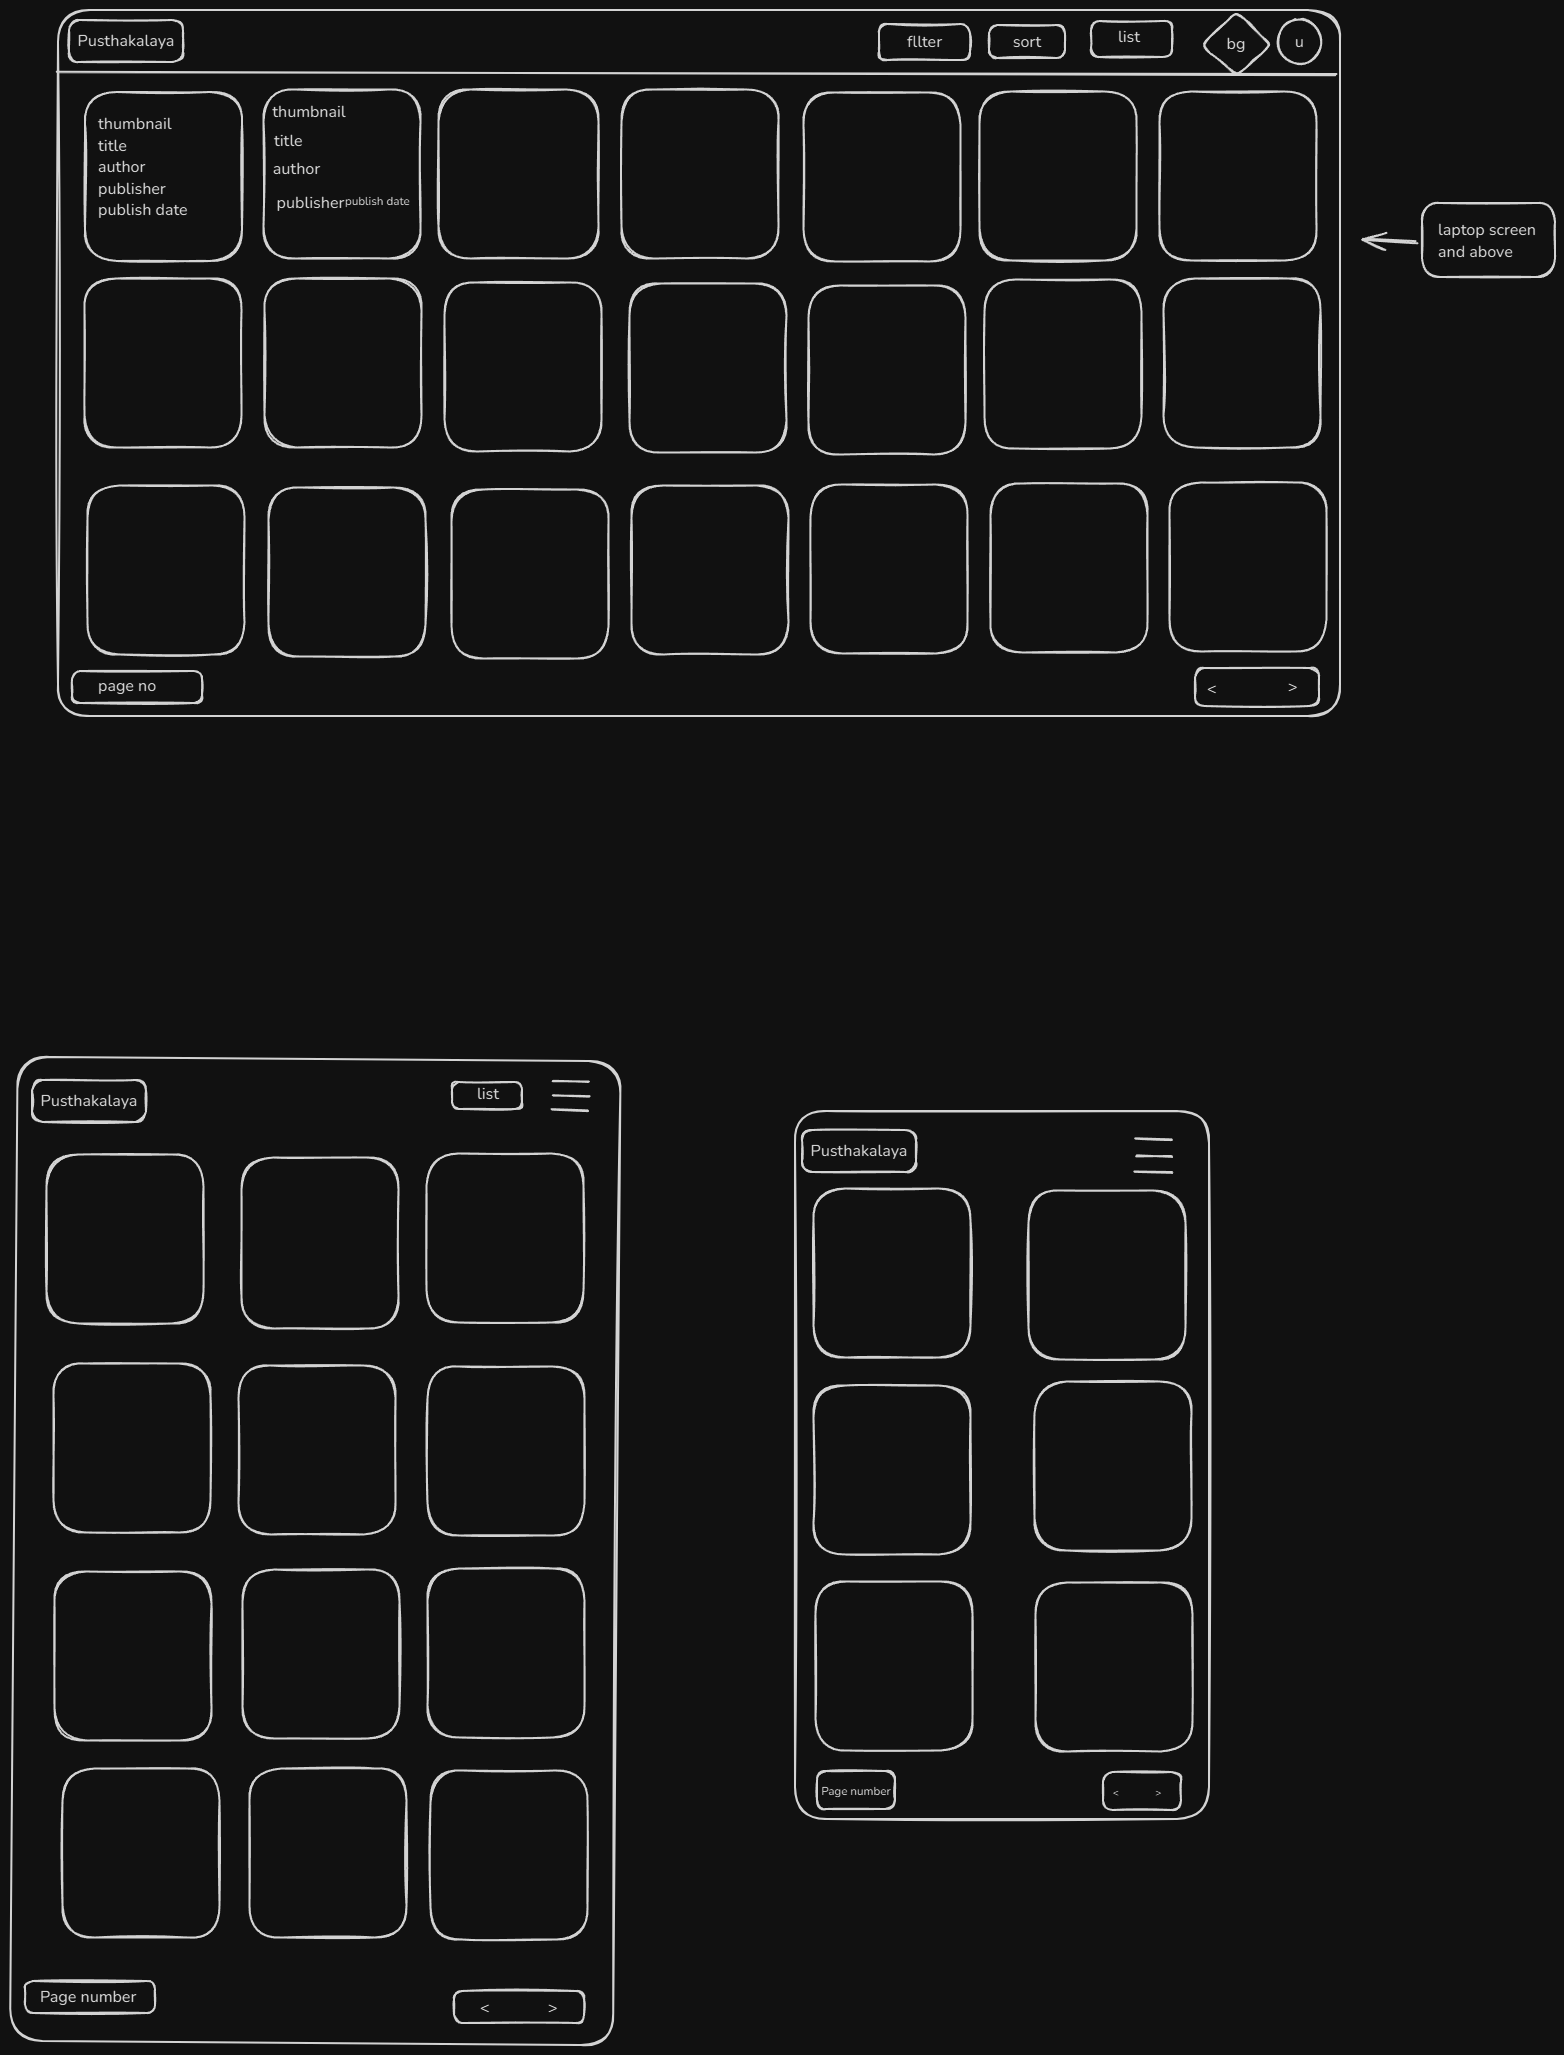 Pusthakalaya
fllter
sort
list
bg
u
thumbnail
title
author
publisher
publish date
thumbnail
title
author
publisher
publish date
laptop screen
and above
page no
<
>
Pusthakalaya
list
Pusthakalaya
Page number
<
>
Page number
<
>